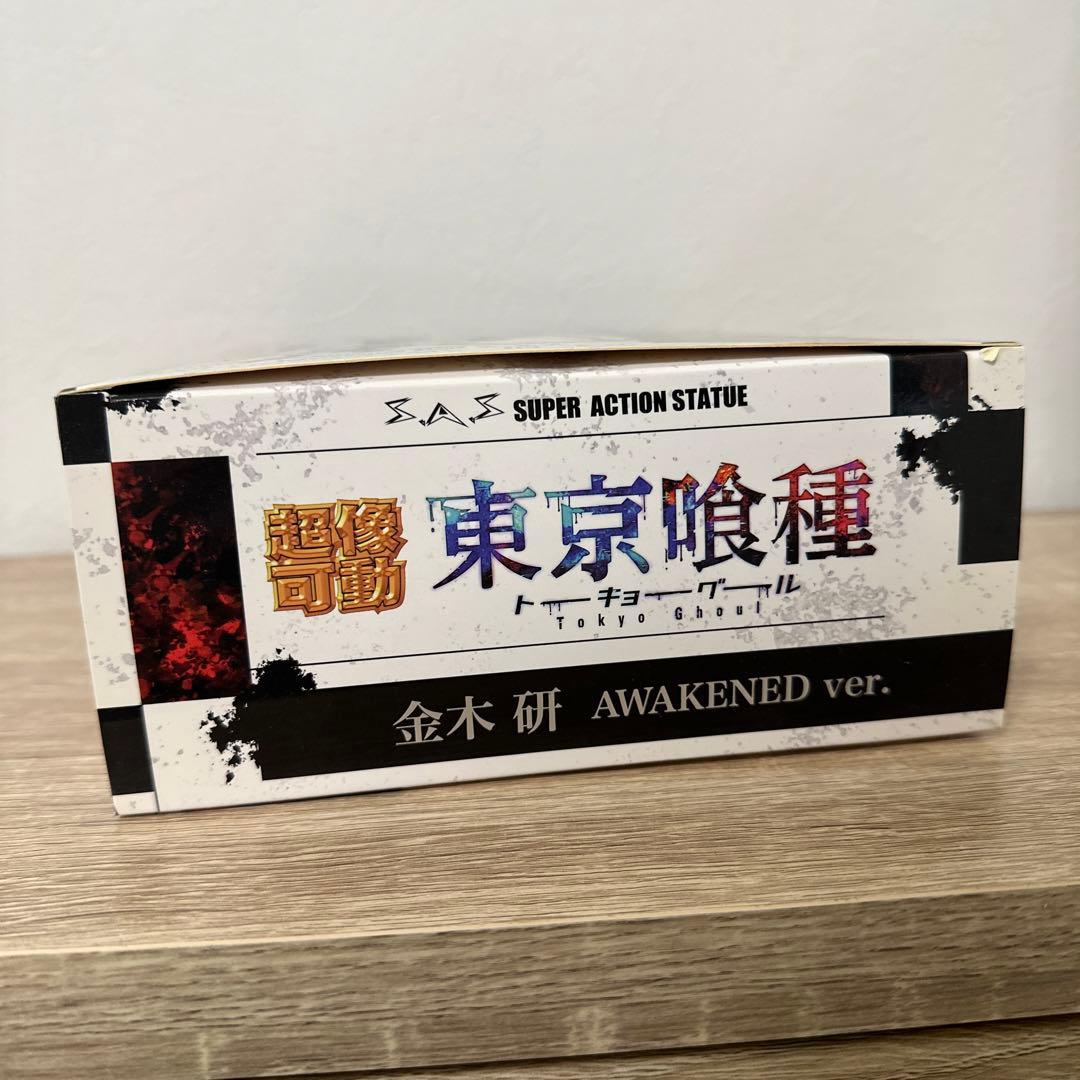 S.A.S SUPER ACTION STATUE
超像
可動
東京喰種
トーキョーグール
Tokyo Ghoul
金木 研 AWAKENED ver.